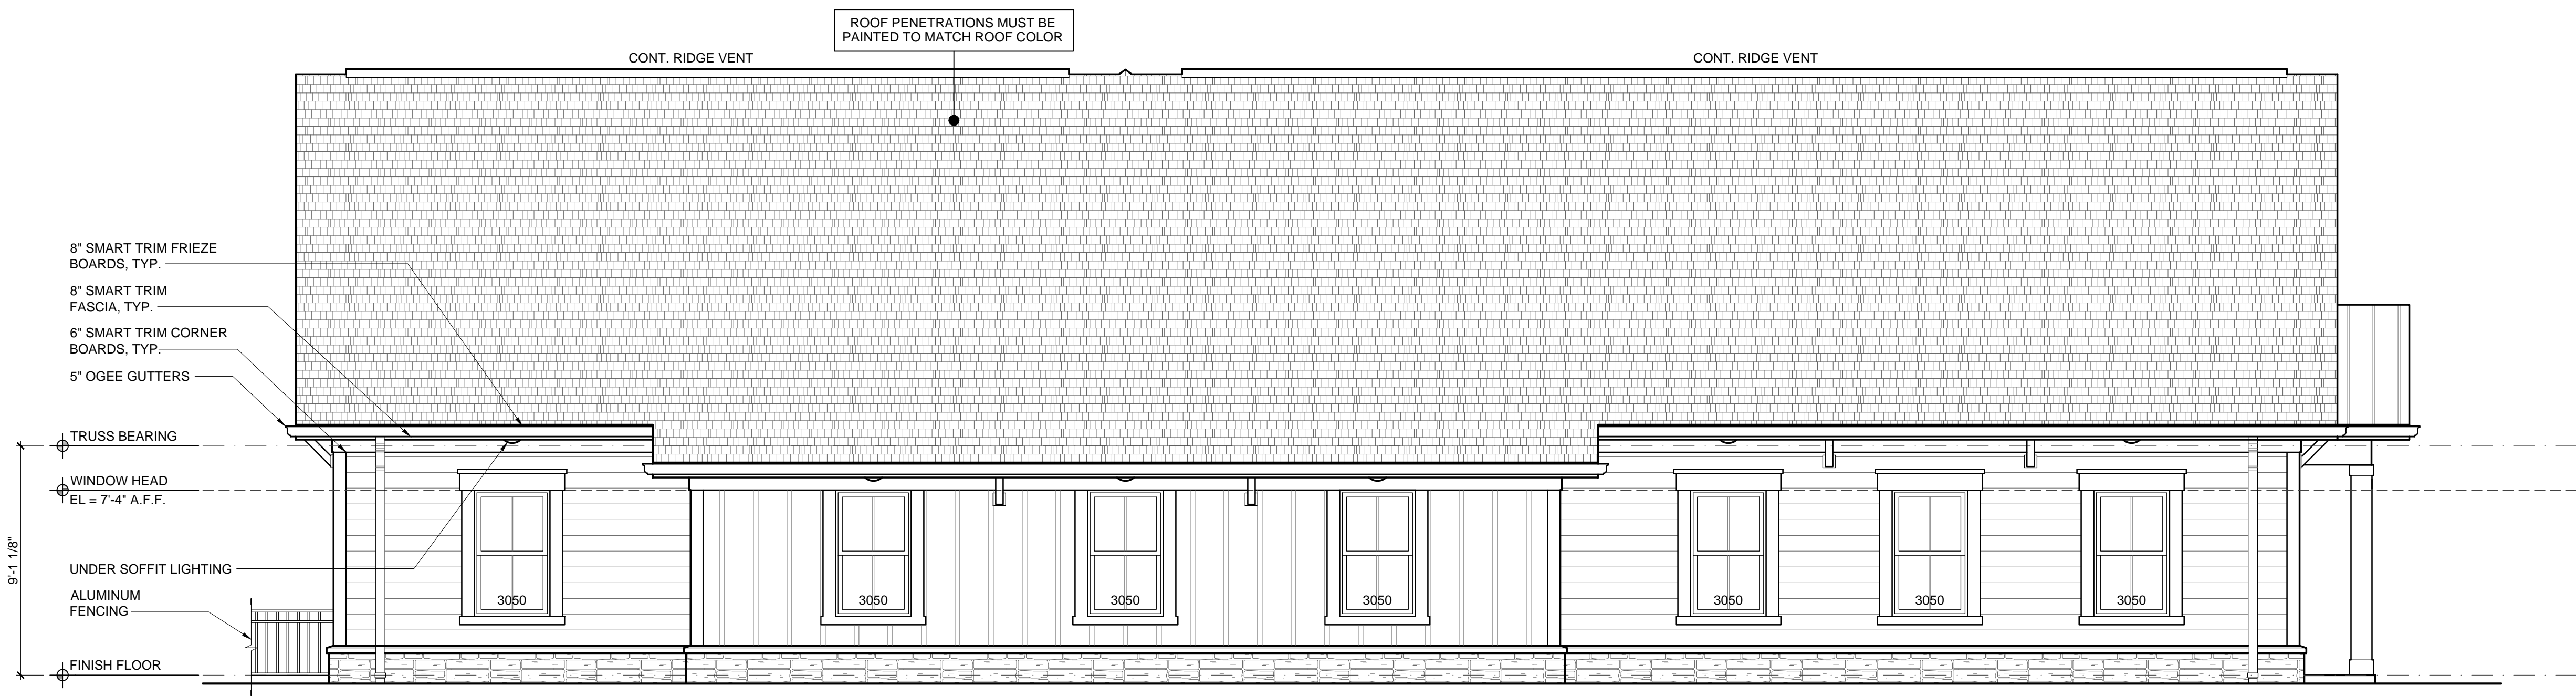 ROOF PENETRATIONS MUST BE
PAINTED TO MATCH ROOF COLOR
CONT. RIDGE VENT
CONT. RIDGE VENT
8" SMART TRIM FRIEZE
BOARDS, TYP.
8" SMART TRIM
FASCIA, TYP.
6" SMART TRIM CORNER
BOARDS, TYP.
5" OGEE GUTTERS
TRUSS BEARING
WINDOW HEAD
EL = 7'-4" A.F.F.
9'-1 1/8"
UNDER SOFFIT LIGHTING
ALUMINUM
FENCING
3050
3050
3050
3050
3050
3050
3050
FINISH FLOOR